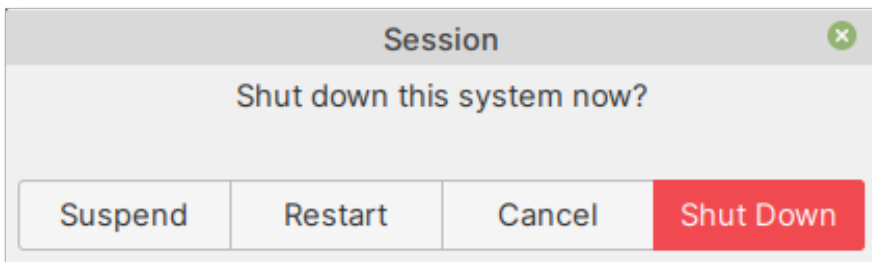 Session
Shut down this system now?
Suspend Restart Cancel Shut Down